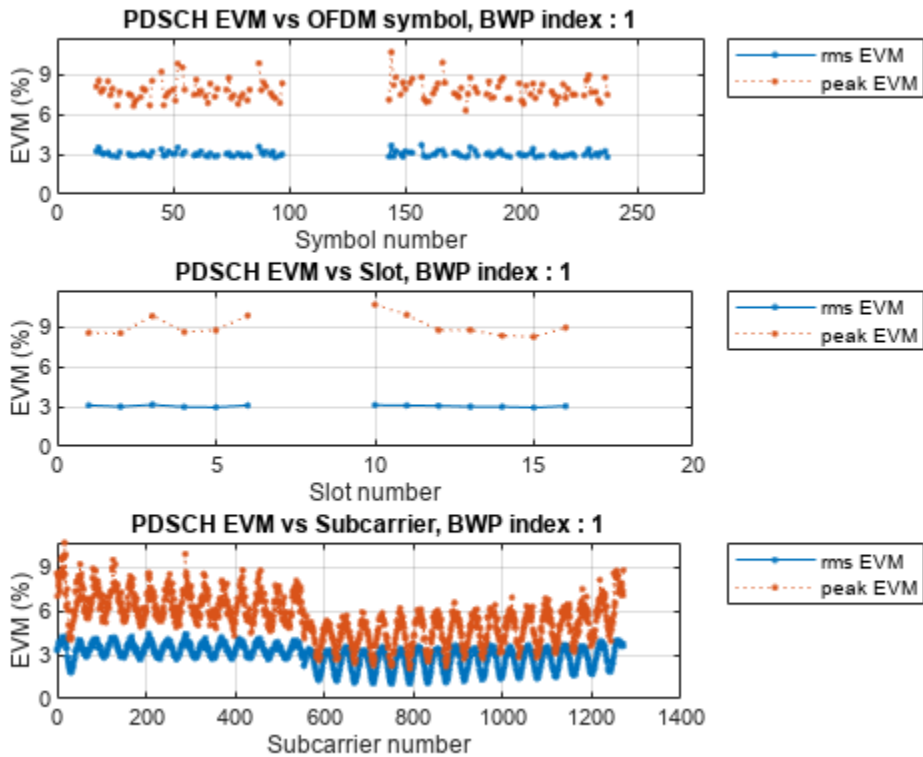 PDSCH EVM vs OFDM symbol, BWP index : 1
EVM (%)
9
6
3
0
0 50 100 150 200 250
Symbol number
rms EVM
peak EVM
PDSCH EVM vs Slot, BWP index : 1
EVM (%)
9
6
3
0
0 5 10 15 20
Slot number
rms EVM
peak EVM
PDSCH EVM vs Subcarrier, BWP index : 1
EVM (%)
9
6
3
0
0 200 400 600 800 1000 1200 1400
Subcarrier number
rms EVM
peak EVM